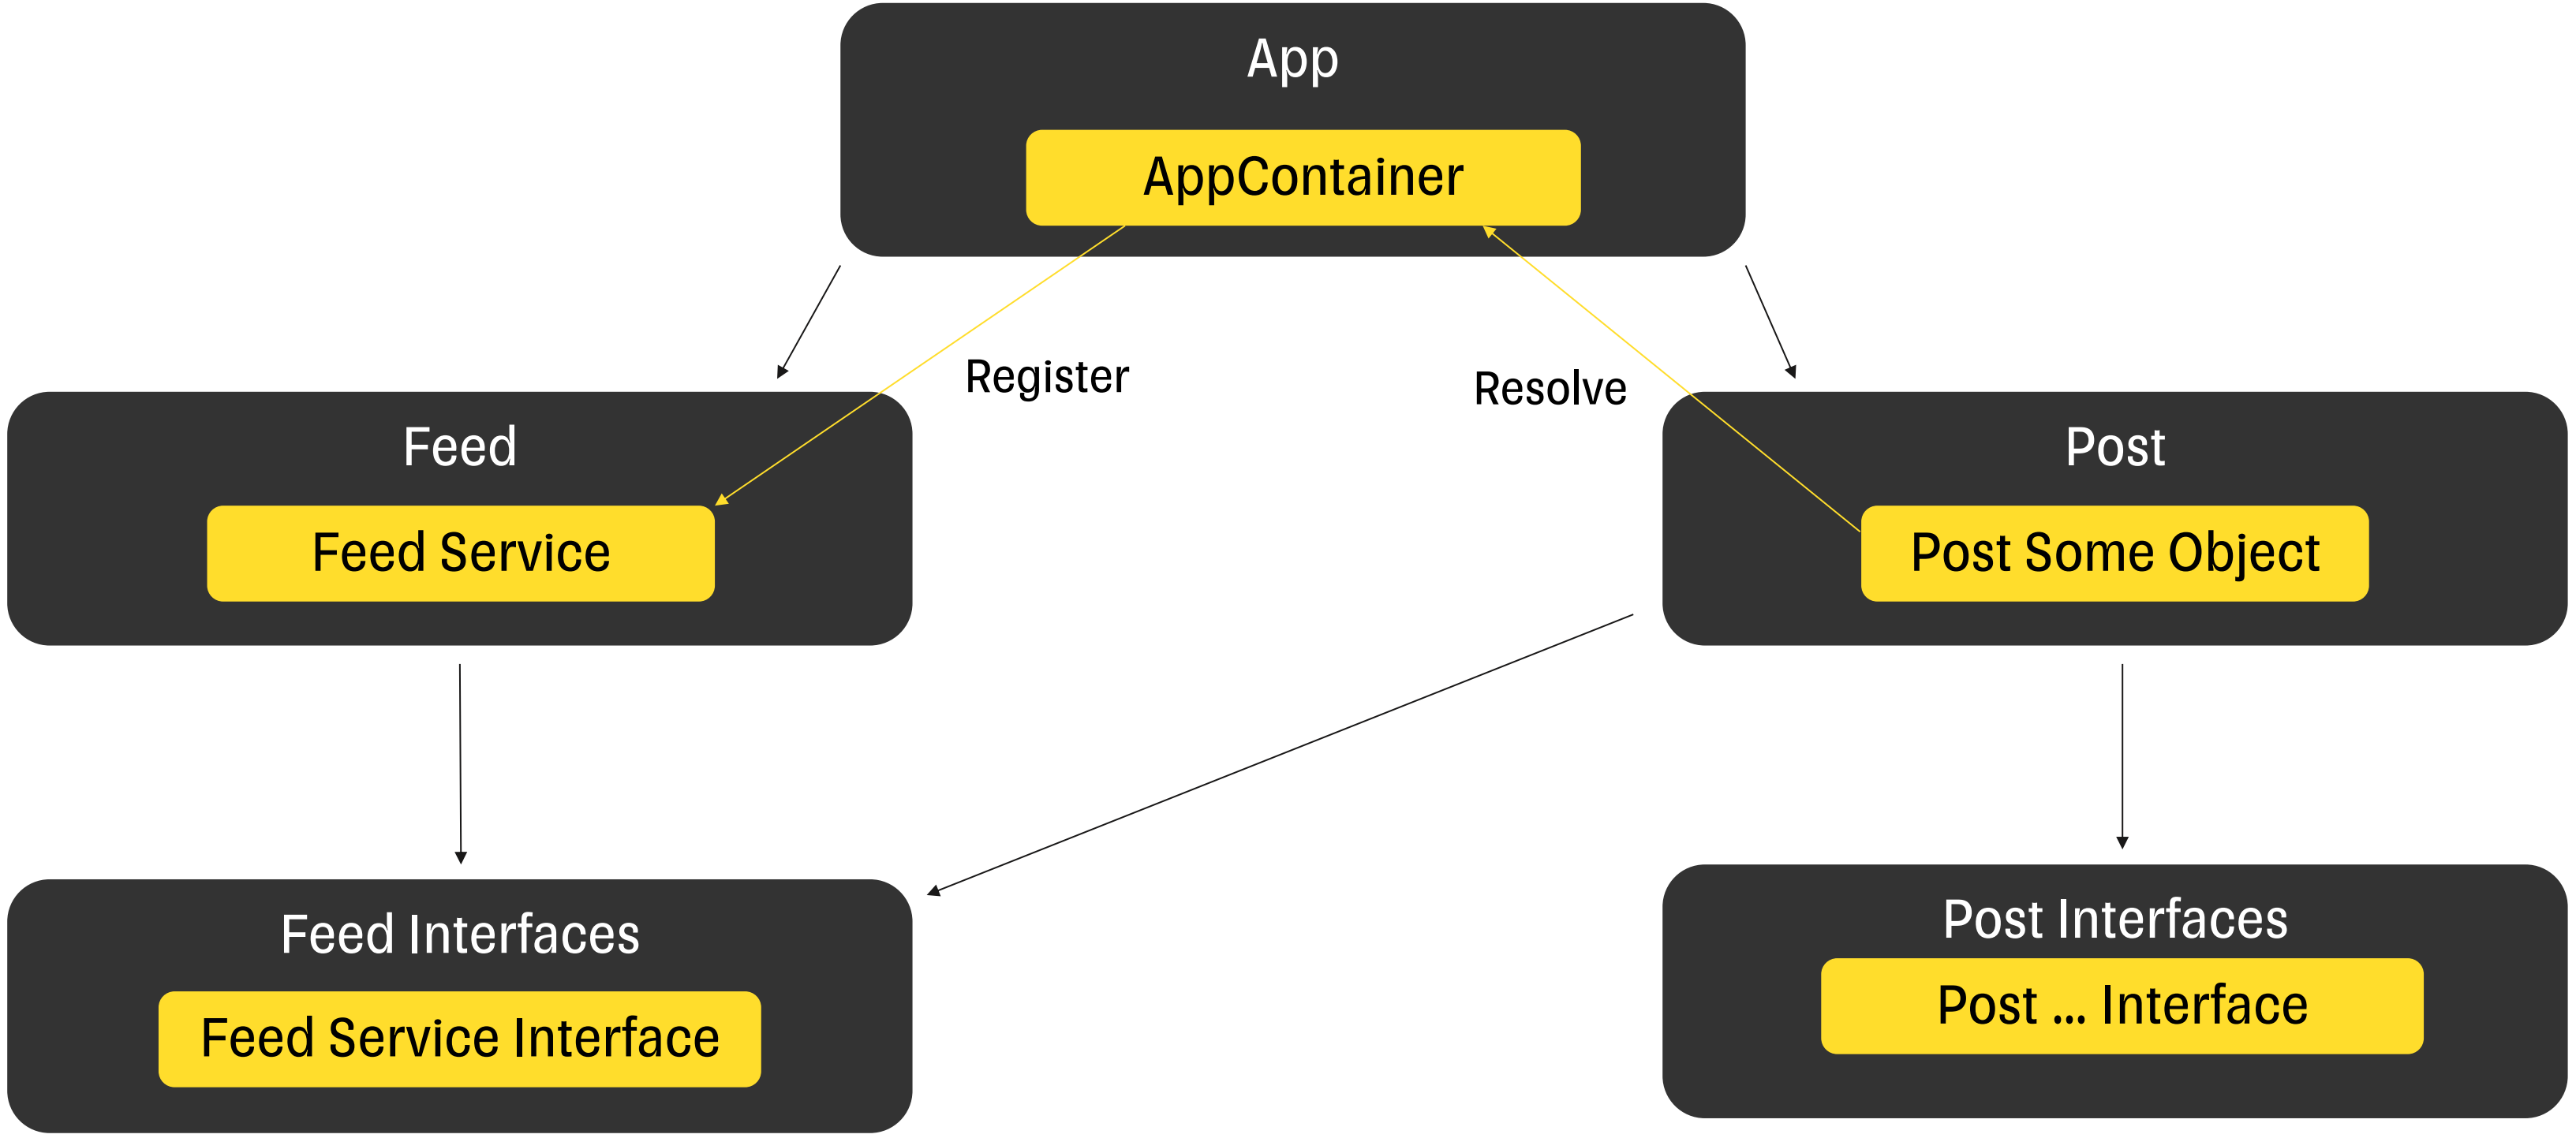 App
AppContainer
Register
Resolve
Feed
Feed Service
Post
Post Some Object
Feed Interfaces
Feed Service Interface
Post Interfaces
Post ... Interface